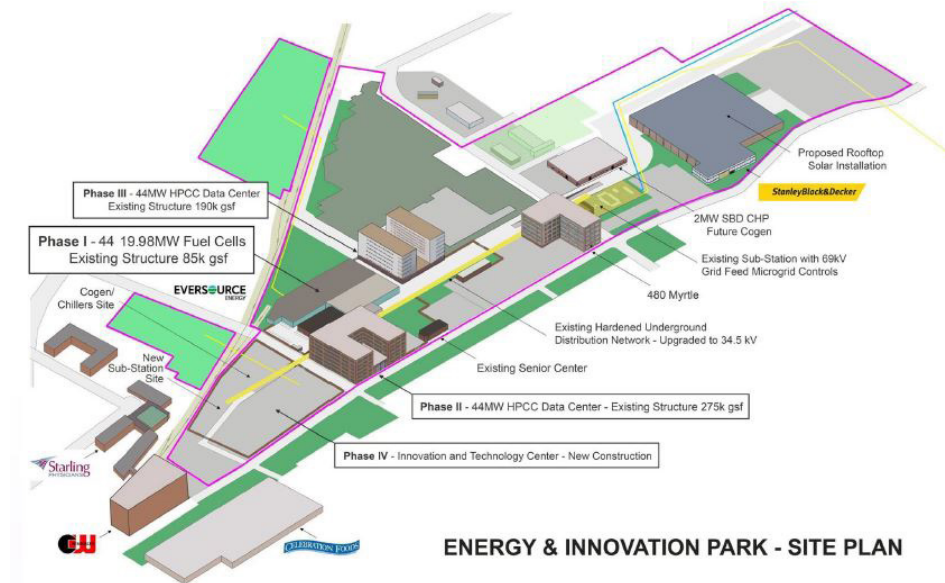 Proposed Rooftop
Solar Installation
StanleyBlack&Decker
Phase III - 44MW HPCC Data Center
Existing Structure 190k gsf
2MW SBD CHP
Future Cogen
Phase I - 44 19.98MW Fuel Cells
Existing Structure 85k gsf
Existing Sub-Station with 69kV
Grid Feed Microgrid Controls
EVERSOURCE
ENERGY
480 Myrtle
Cogen/
Chillers Site
Existing Hardened Underground
Distribution Network - Upgraded to 34.5 kV
New
Sub-Station
Site
Existing Senior Center
Phase II - 44MW HPCC Data Center - Existing Structure 275k gsf
Phase IV - Innovation and Technology Center - New Construction
Starling
PHYSICIANS
CELEBRATION FOODS
ENERGY & INNOVATION PARK - SITE PLAN